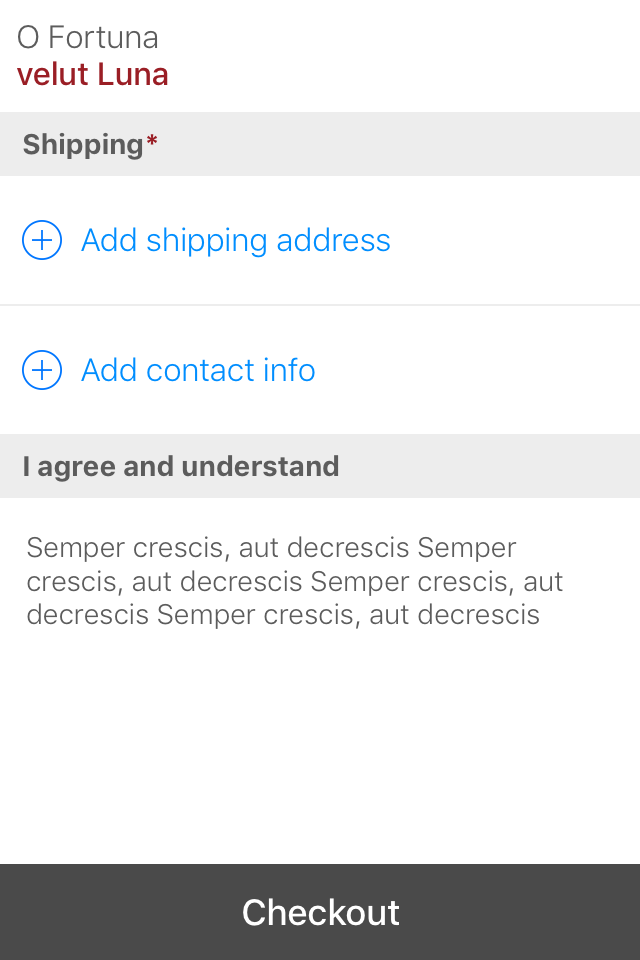 O Fortuna
velut Luna
Shipping*
Add shipping address
Add contact info
I agree and understand
Semper crescis, aut decrescis Semper
crescis, aut decrescis Semper crescis, aut
decrescis Semper crescis, aut decrescis
Checkout